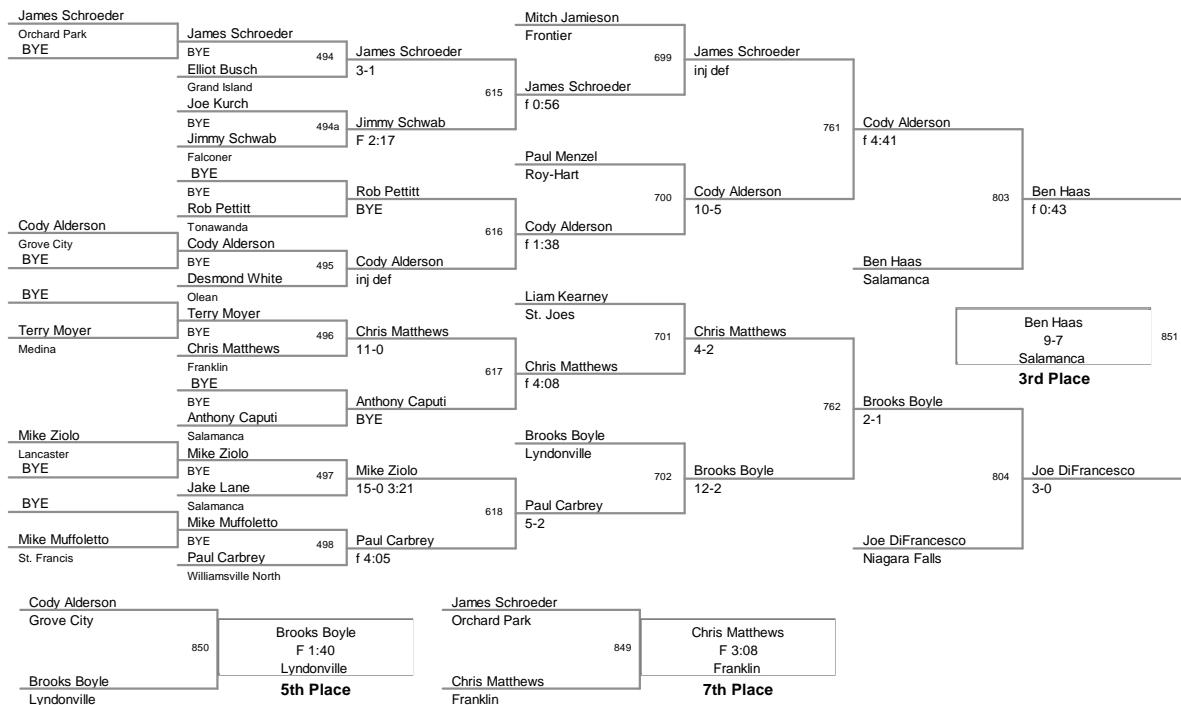 James Schroeder
Orchard Park
BYE
Cody Alderson
Grove City
BYE
BYE
Terry Moyer
Medina
Mike Ziolo
Lancaster
BYE
BYE
Mike Muffoletto
St. Francis
James Schroeder
BYE
494
Elliot Busch
Grand Island
Joe Kurch
BYE
494a
Jimmy Schwab
Falconer
BYE
BYE
Rob Pettitt
Tonawanda
Cody Alderson
BYE
495
Desmond White
Olean
Terry Moyer
BYE
496
Chris Matthews
Franklin
BYE
BYE
Anthony Caputi
Salamanca
Mike Ziolo
BYE
497
Jake Lane
Salamanca
Mike Muffoletto
BYE
498
Paul Carbrey
Williamsville North
James Schroeder
3-1
615
Jimmy Schwab
F 2:17
Rob Pettitt
BYE
616
Cody Alderson
inj def
Chris Matthews
11-0
617
Anthony Caputi
BYE
Mike Ziolo
15-0 3:21
618
Paul Carbrey
f 4:05
Mitch Jamieson
Frontier
699
James Schroeder
f 0:56
Paul Menzel
Roy-Hart
700
Cody Alderson
f 1:38
Liam Kearney
St. Joes
701
Chris Matthews
f 4:08
Brooks Boyle
Lyndonville
702
Paul Carbrey
5-2
James Schroeder
inj def
761
Cody Alderson
10-5
Chris Matthews
4-2
762
Brooks Boyle
12-2
Cody Alderson
f 4:41
803
Ben Haas
Salamanca
Brooks Boyle
2-1
804
Joe DiFrancesco
Niagara Falls
Ben Haas
f 0:43
Joe DiFrancesco
3-0
Ben Haas
9-7
Salamanca
851
3rd Place
Cody Alderson
Grove City
850
Brooks Boyle
Lyndonville
Brooks Boyle
F 1:40
Lyndonville
5th Place
James Schroeder
Orchard Park
849
Chris Matthews
Franklin
Chris Matthews
F 3:08
Franklin
7th Place